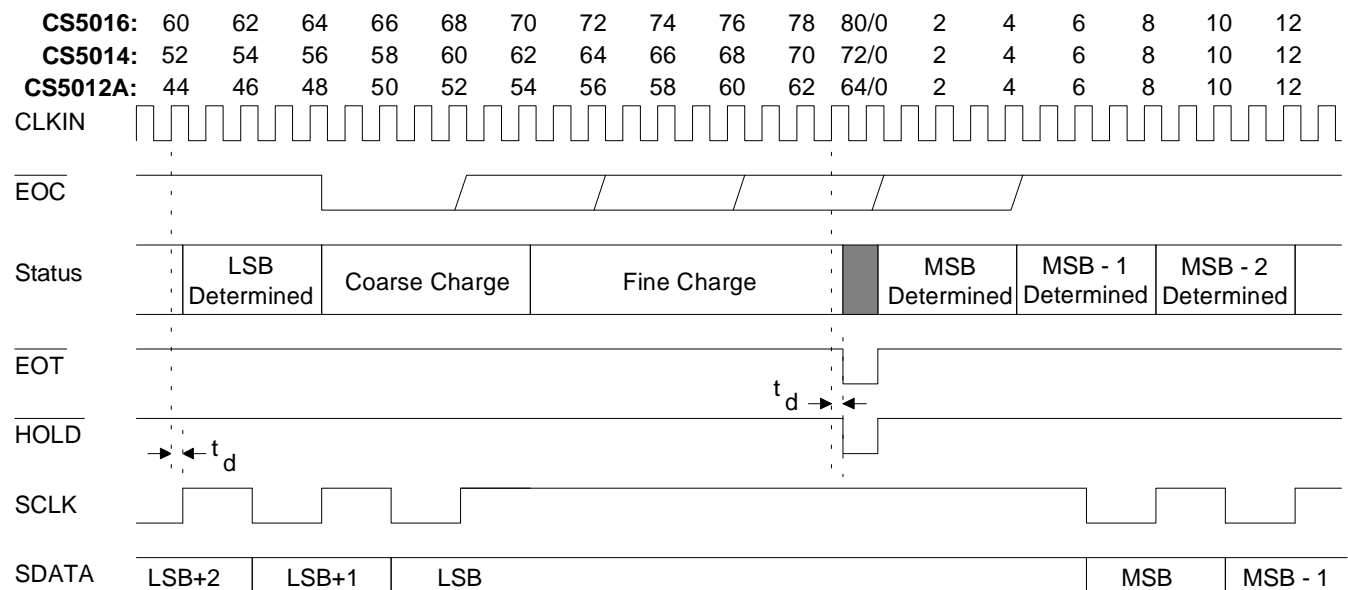 CS5016: 60 62 64 66 68 70 72 74 76 78 80/0 2 4 6 8 10 12
CS5014: 52 54 56 58 60 62 64 66 68 70 72/0 2 4 6 8 10 12
CS5012A: 44 46 48 50 52 54 56 58 60 62 64/0 2 4 6 8 10 12
CLKIN
EOC
Status
LSB
Determined
Coarse Charge
Fine Charge
MSB
Determined
MSB - 1
Determined
MSB - 2
Determined
EOT
t d
HOLD
t d
SCLK
SDATA LSB+2 LSB+1 LSB MSB MSB - 1